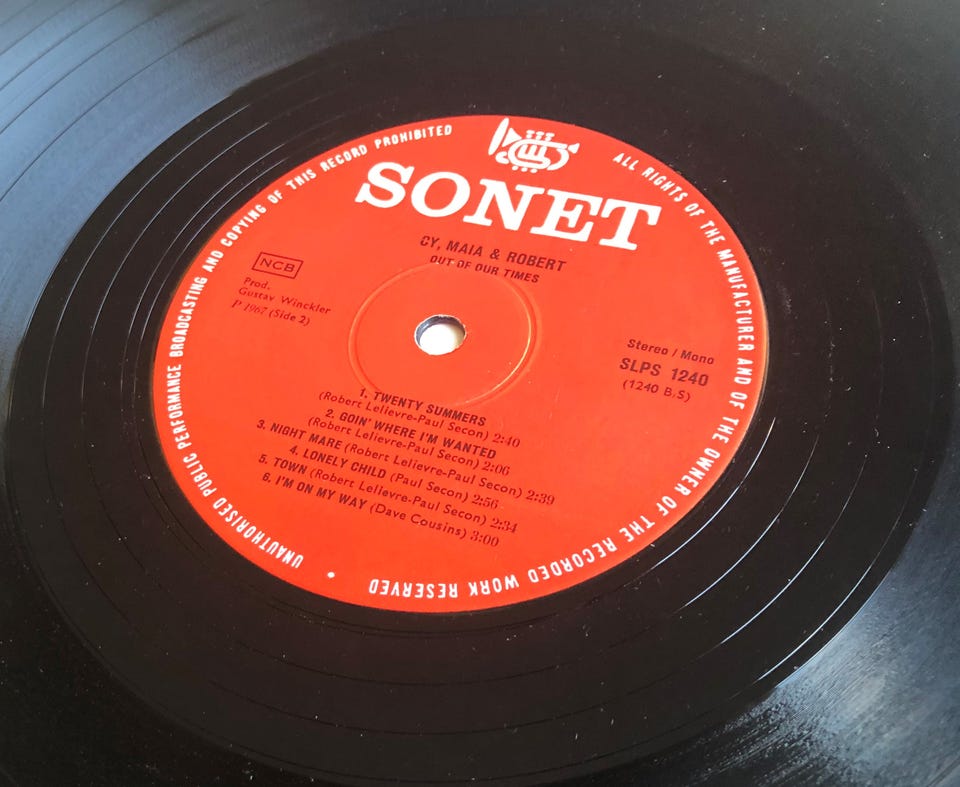 UNAUTHORISED PUBLIC PERFORMANCE BROADCASTING AND COPYING OF THIS RECORD PROHIBITED
ALL RIGHTS OF THE MANUFACTURER AND OF THE OWNER OF THE RECORDED WORK RESERVED
SONET
CY, MAIA & ROBERT
OUT OF OUR TIMES
NCB
Prod.
Gustav Winckler
P 1967 (Side 2)
Stereo / Mono
SLPS 1240
(1240 B,S)
1. TWENTY SUMMERS
(Robert Lelievre-Paul Secon) 2:40
2. GOIN' WHERE I'M WANTED
(Robert Lelievre-Paul Secon) 2:06
3. NIGHT MARE (Robert Lelievre-Paul Secon) 2:39
4. LONELY CHILD (Paul Secon) 2:56
5. TOWN (Robert Lelievre-Paul Secon) 2:34
6. I'M ON MY WAY (Dave Cousins) 3:00